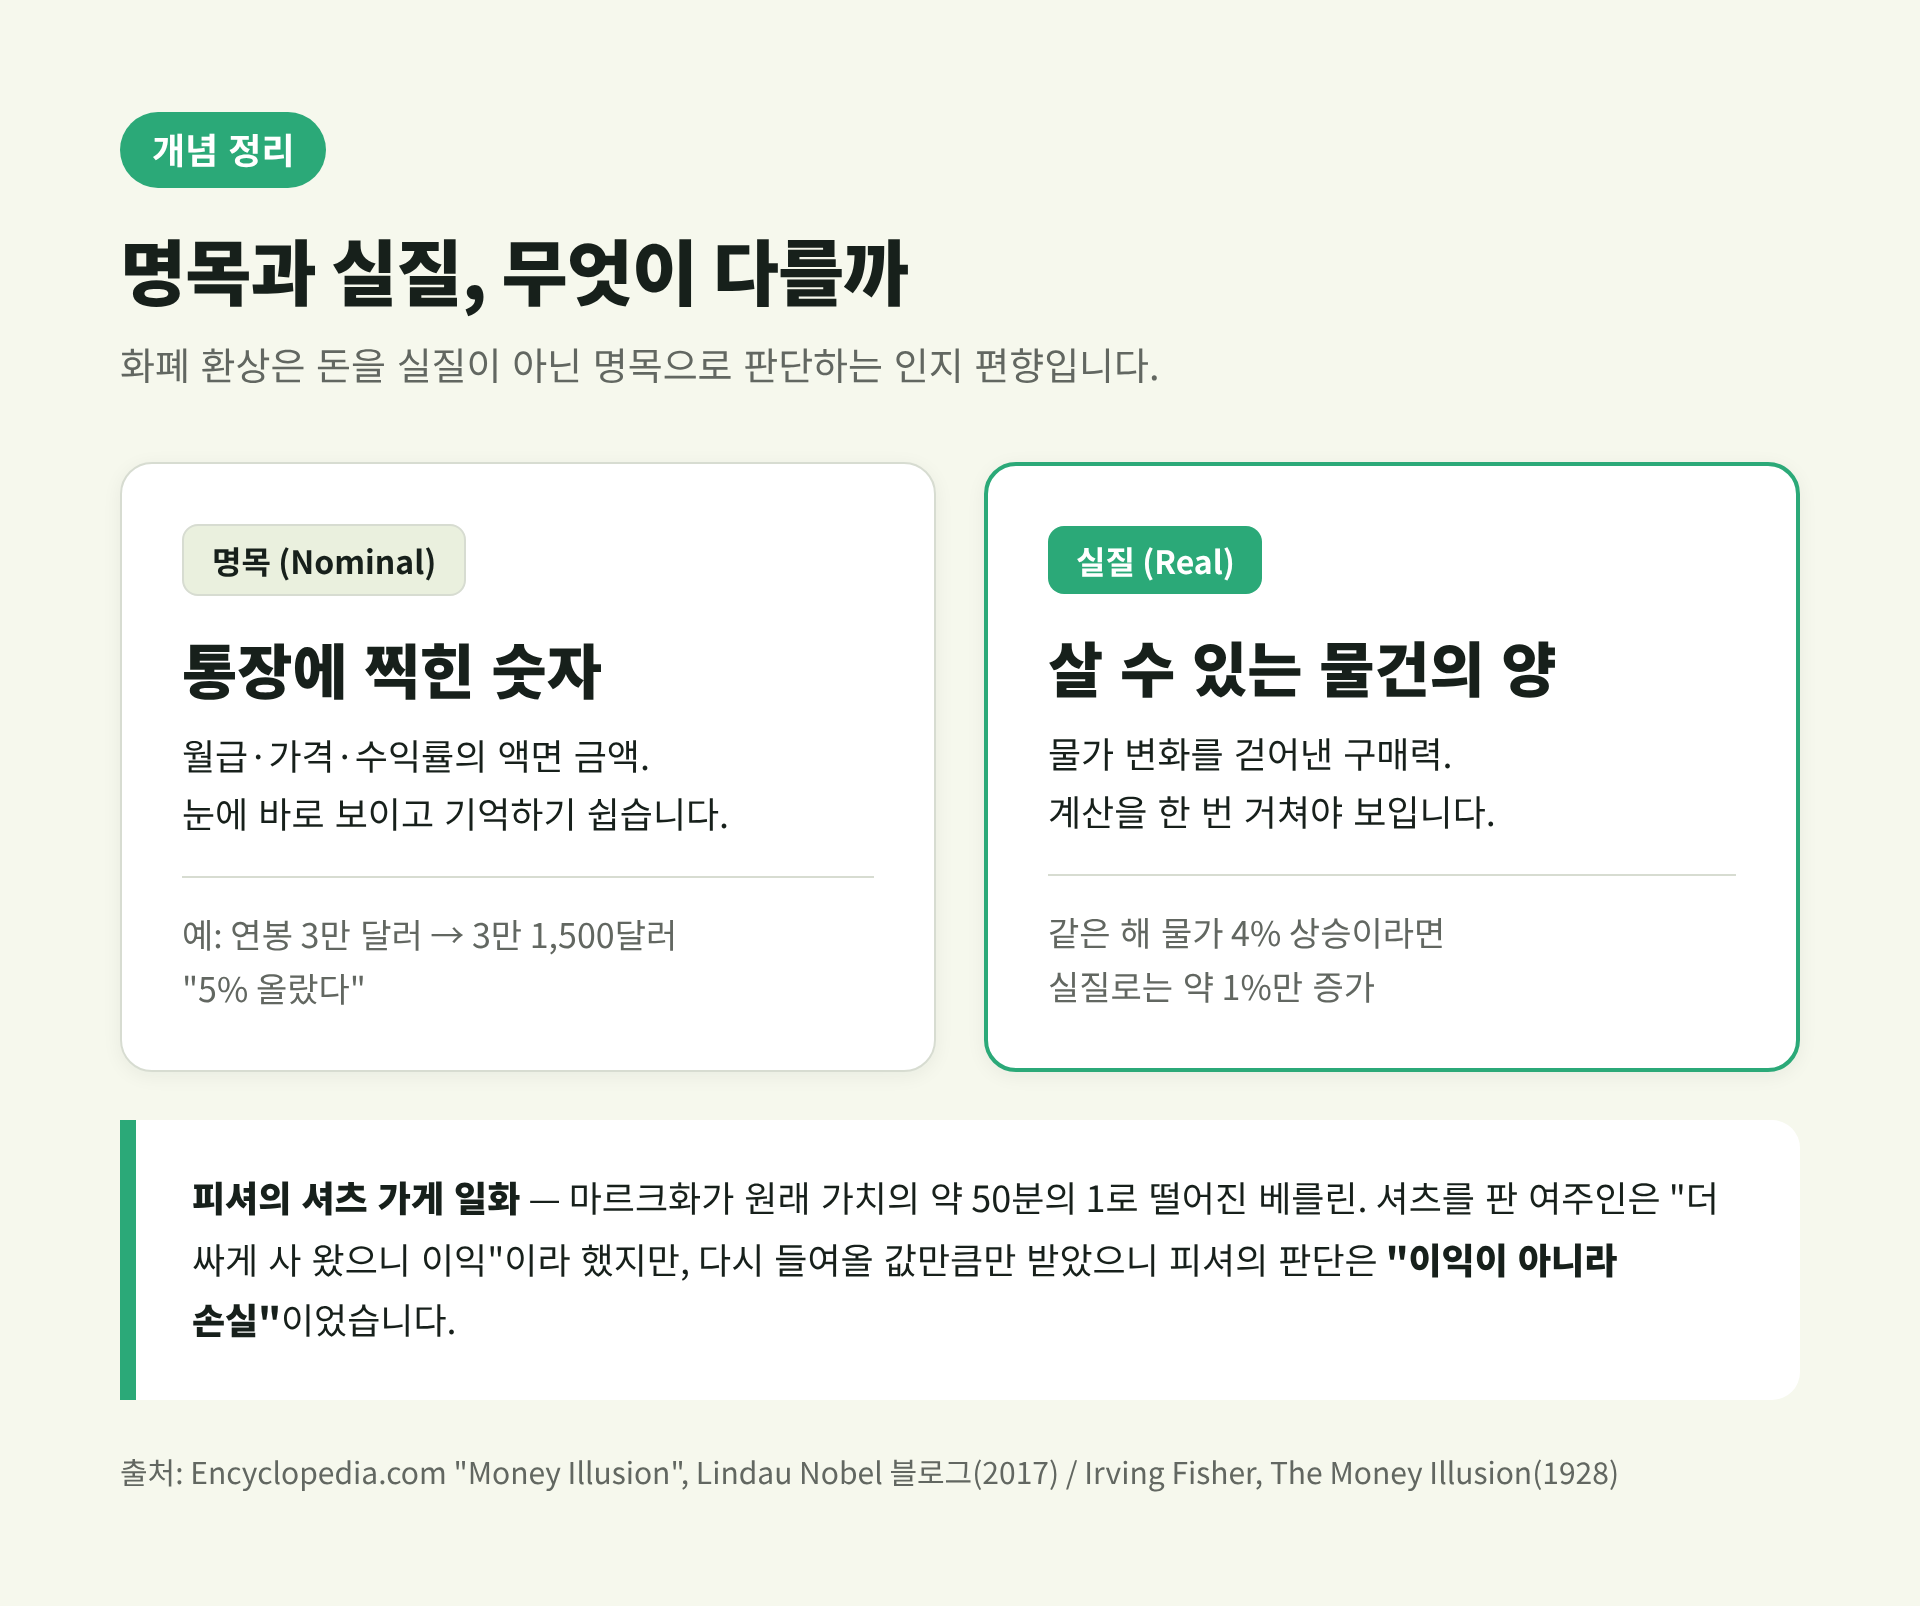 개념 정리
명목과 실질, 무엇이 다를까
화폐 환상은 돈을 실질이 아닌 명목으로 판단하는 인지 편향입니다.
명목 (Nominal)
통장에 찍힌 숫자
월급·가격·수익률의 액면 금액.
눈에 바로 보이고 기억하기 쉽습니다.
예: 연봉 3만 달러 → 3만 1,500달러
"5% 올랐다"
실질 (Real)
살 수 있는 물건의 양
물가 변화를 걷어낸 구매력.
계산을 한 번 거쳐야 보입니다.
같은 해 물가 4% 상승이라면
실질로는 약 1%만 증가
피셔의 셔츠 가게 일화 — 마르크화가 원래 가치의 약 50분의 1로 떨어진 베를린. 셔츠를 판 여주인은 "더
싸게 사 왔으니 이익"이라 했지만, 다시 들여올 값만큼만 받았으니 피셔의 판단은 "이익이 아니라
손실"이었습니다.
출처: Encyclopedia.com "Money Illusion", Lindau Nobel 블로그(2017) / Irving Fisher, The Money Illusion(1928)